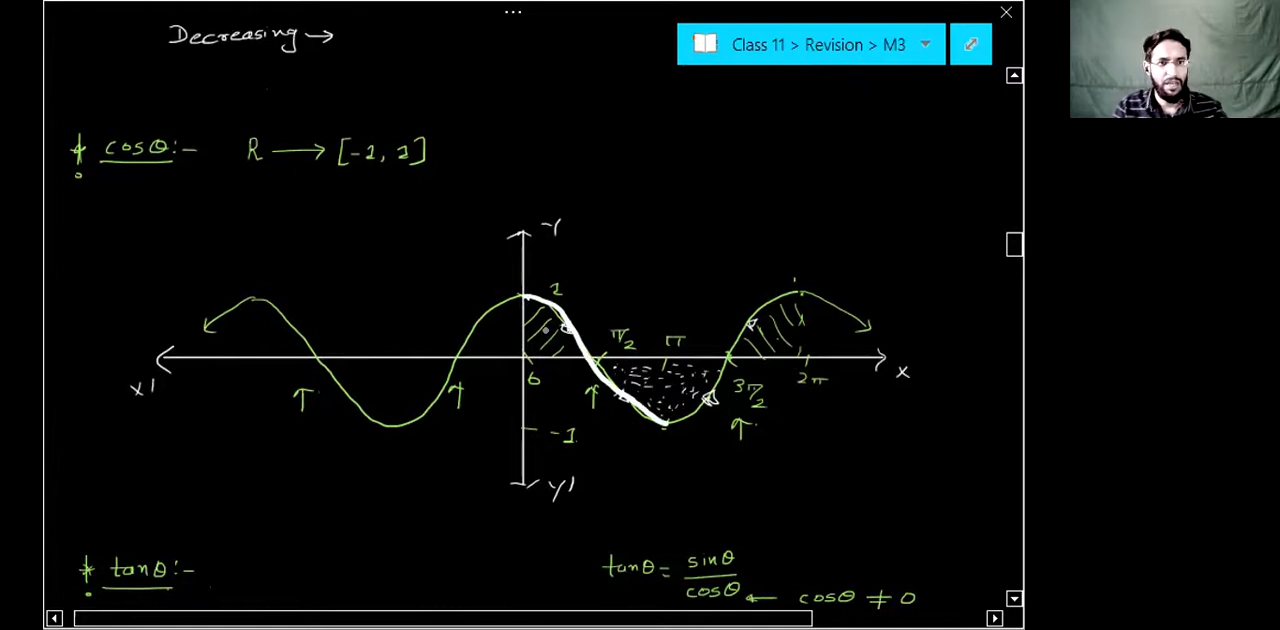 Decreasing →
Class 11 > Revision > M3
* cosθ:- R → [-1, 1]
Y
1
1
π/2
π
0
3π/2
2π
X'
X
-1
Y'
* tanθ:-
tanθ = sinθ/cosθ ← cosθ ≠ 0